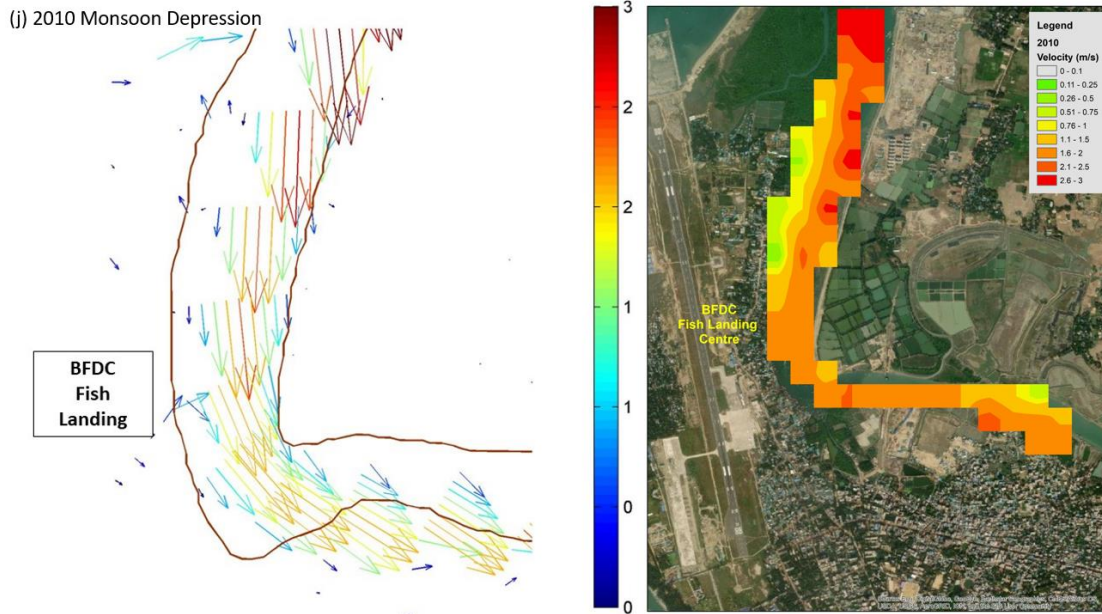 (j) 2010 Monsoon Depression
BFDC
Fish
Landing
3
2
2
1
1
0
0
BFDC
Fish Landing
Centre
Legend
2010
Velocity (m/s)
0 - 0.1
0.11 - 0.25
0.26 - 0.5
0.51 - 0.75
0.76 - 1
1.1 - 1.5
1.6 - 2
2.1 - 2.5
2.6 - 3